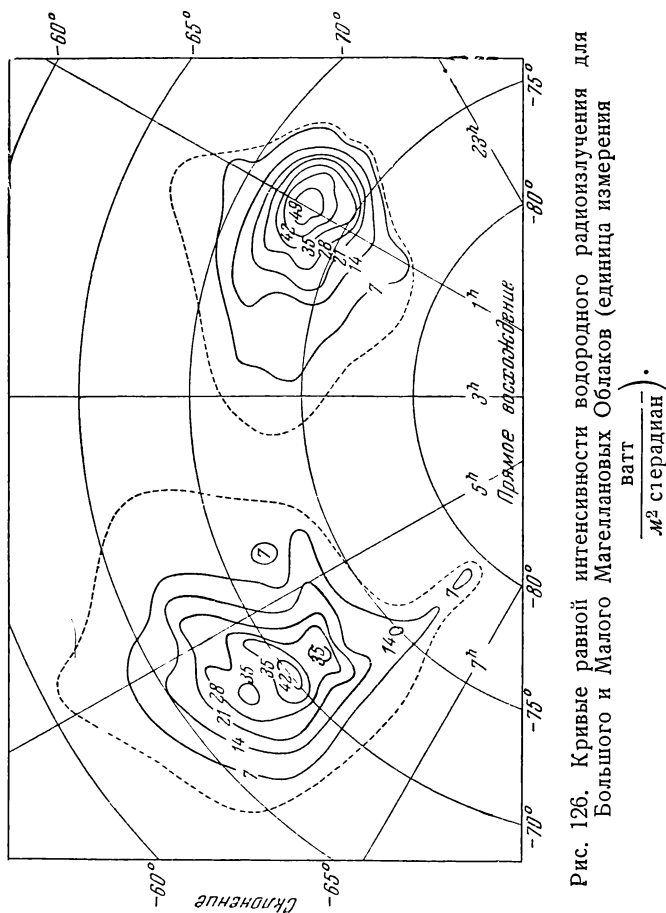 -60°
-65°
-70°
-75°
23ʰ
-80°
1ʰ
3ʰ
Прямое восхождение
5ʰ
-80°
7ʰ
-75°
-70°
-65°
-60°
Склонение
49
42
35
28
21
14
7
7
35
28
35
21
42
35
14
14
7
7
Рис. 126. Кривые равной интенсивности водородного радиоизлучения для
Большого и Малого Магеллановых Облаков (единица измерения
ватт
м² стерадиан).